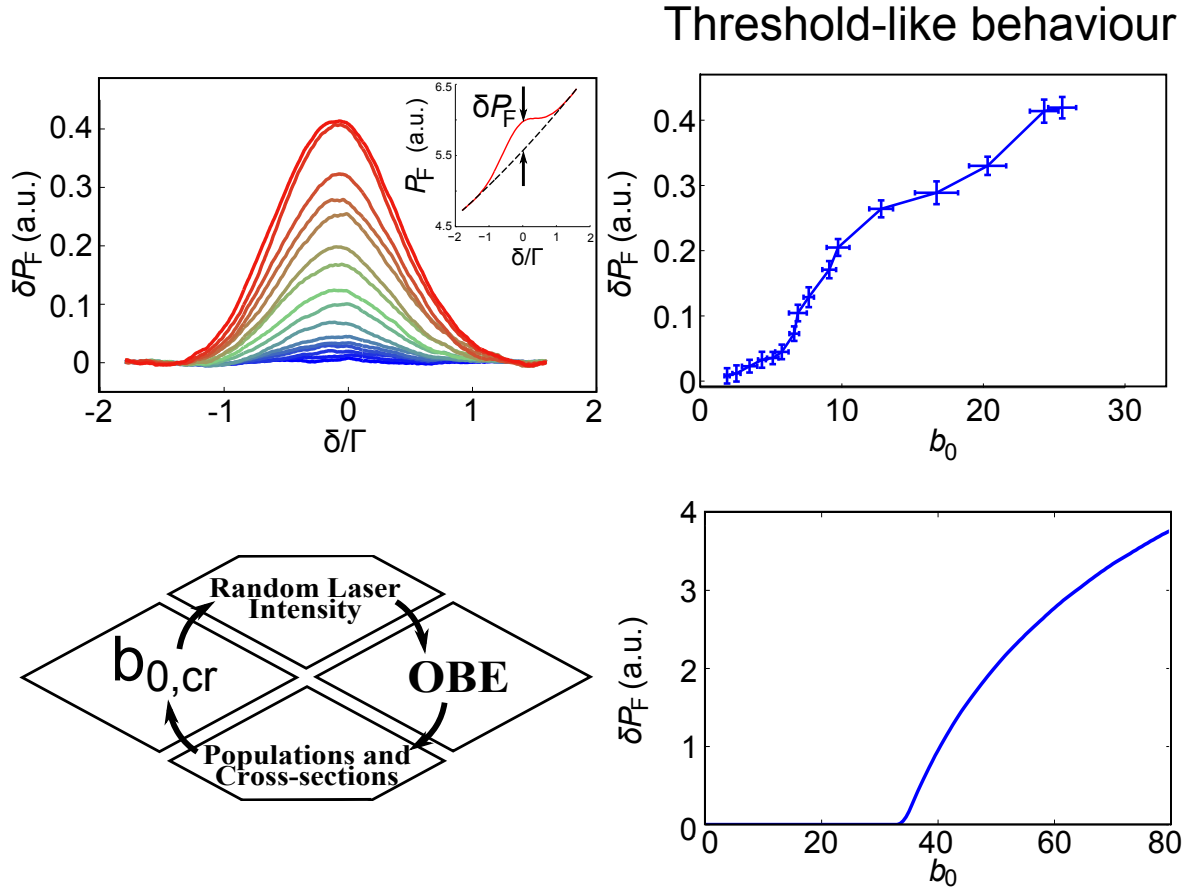 Threshold-like behaviour
0.4
0.3
0.2
0.1
0
δP_F (a.u.)
-2
-1
0
1
2
δ/Γ
6.5
5.5
4.5
P_F (a.u.)
δP_F
-2
-1
0
1
2
δ/Γ
0.4
0.3
0.2
0.1
0
δP_F (a.u.)
0
10
20
30
b_0
Random Laser
Intensity
b_0,cr
OBE
Populations and
Cross-sections
4
3
2
1
0
δP_F (a.u.)
0
20
40
60
80
b_0